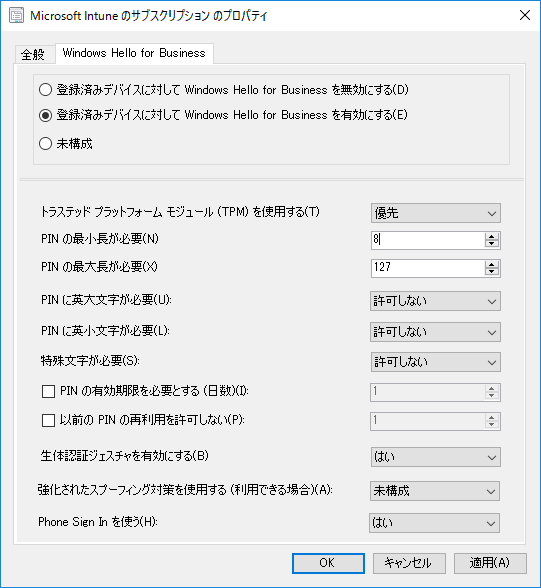 Microsoft Intune のサブスクリプション のプロパティ
全般 Windows Hello for Business
登録済みデバイスに対して Windows Hello for Business を無効にする(D)
登録済みデバイスに対して Windows Hello for Business を有効にする(E)
未構成
トラステッド プラットフォーム モジュール (TPM) を使用する(T) 優先
PIN の最小長が必要(N) 8
PIN の最大長が必要(X) 127
PIN に英大文字が必要(U): 許可しない
PIN に英小文字が必要(L): 許可しない
特殊文字が必要(S): 許可しない
PIN の有効期限を必要とする (日数)(I): 1
以前の PIN の再利用を許可しない(P): 1
生体認証ジェスチャを有効にする(B) はい
強化されたスプーフィング対策を使用する (利用できる場合)(A): 未構成
Phone Sign In を使う(H): はい
OK キャンセル 適用(A)